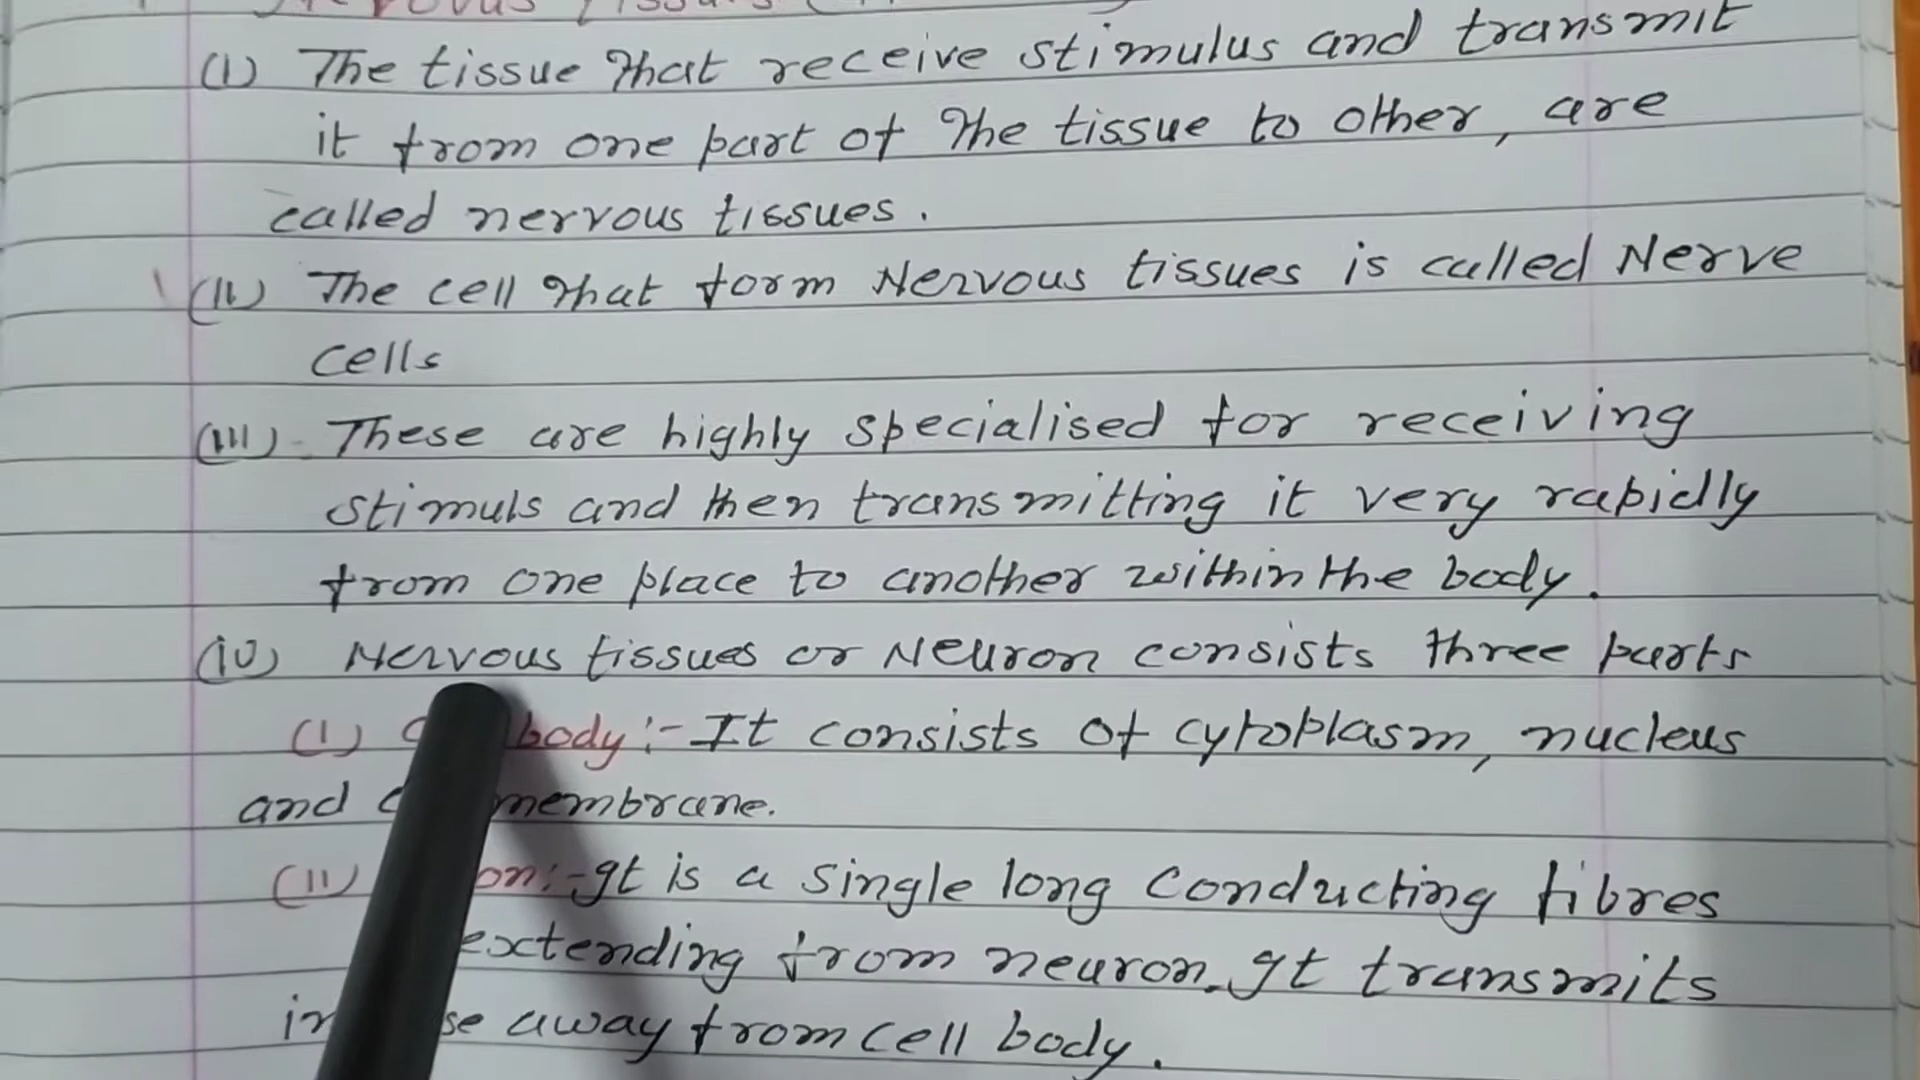 Nervous tissues
(I) The tissue that receive stimulus and transmit
it from one part of the tissue to other, are
called nervous tissues.
(II) The cell that form Nervous tissues is called Nerve
cells
(III) These are highly specialised for receiving
stimuls and then transmitting it very rapidly
from one place to another within the body.
(iv) Nervous tissues or Neuron consists three parts
(I) body :- It consists of cytoplasm, nucleus
and membrane.
(II) :- It is a single long conducting fibres
extending from neuron. It transmits
away from cell body.